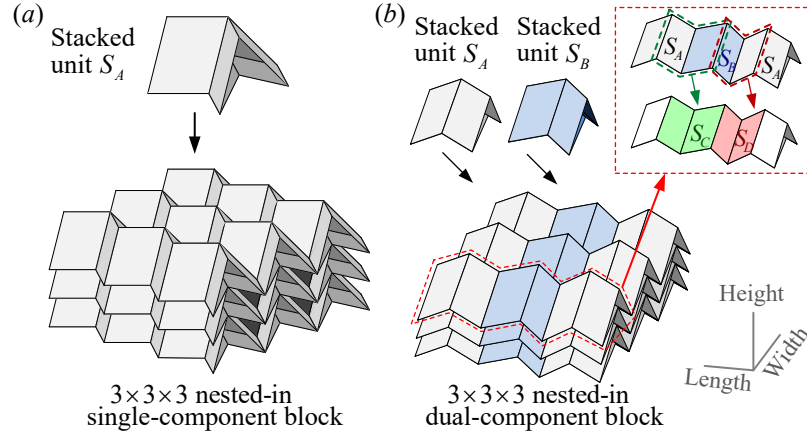 (a)
Stacked
unit S_A
3×3×3 nested-in
single-component block
(b)
Stacked
unit S_A
Stacked
unit S_B
S_A
S_B
S_A
S_C
S_D
3×3×3 nested-in
dual-component block
Height
Width
Length